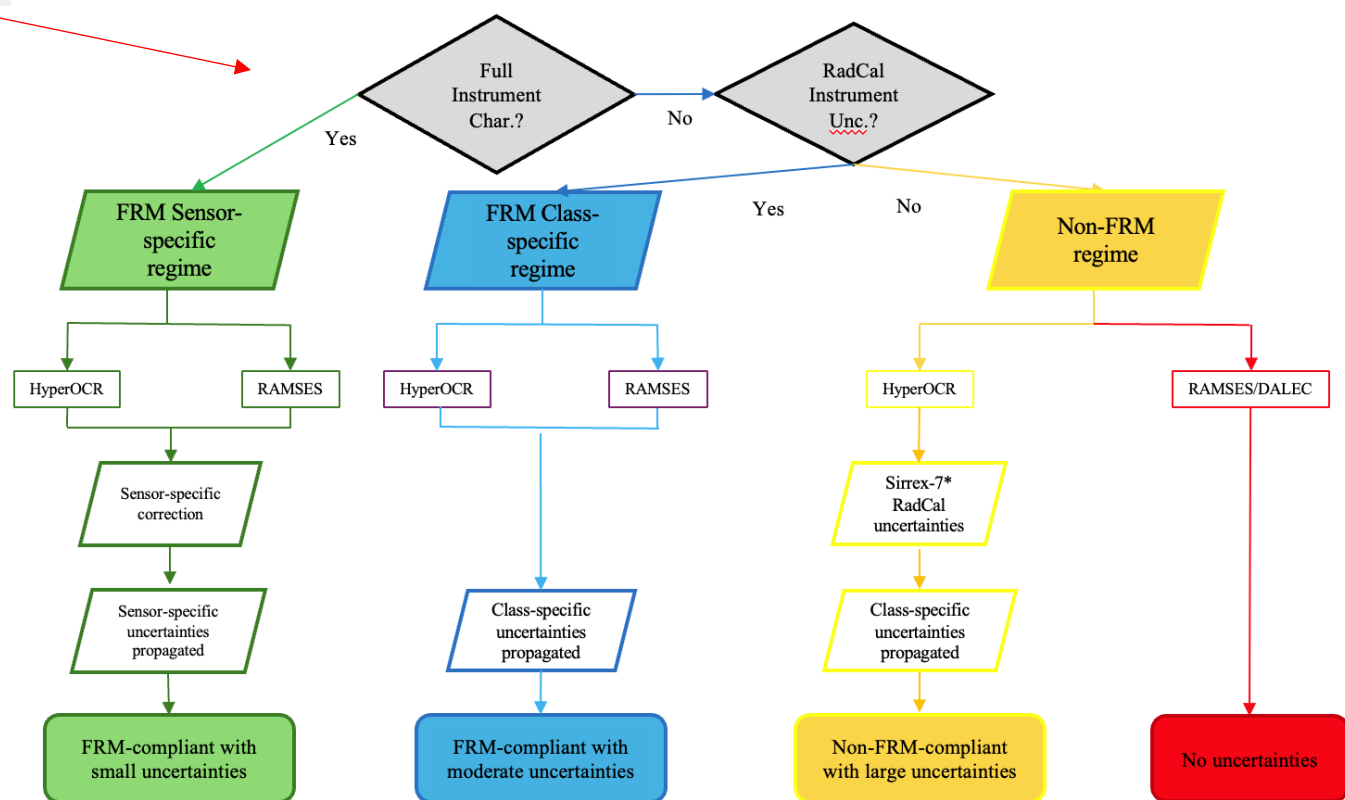 Full
Instrument
Char.?
RadCal
Instrument
Unc.?
Yes
No
Yes
No
FRM Sensor-
specific
regime
FRM Class-
specific
regime
Non-FRM
regime
HyperOCR
RAMSES
HyperOCR
RAMSES
HyperOCR
RAMSES/DALEC
Sensor-specific
correction
Sirrex-7*
RadCal
uncertainties
Sensor-specific
uncertainties
propagated
Class-specific
uncertainties
propagated
Class-specific
uncertainties
propagated
FRM-compliant with
small uncertainties
FRM-compliant with
moderate uncertainties
Non-FRM-compliant
with large uncertainties
No uncertainties